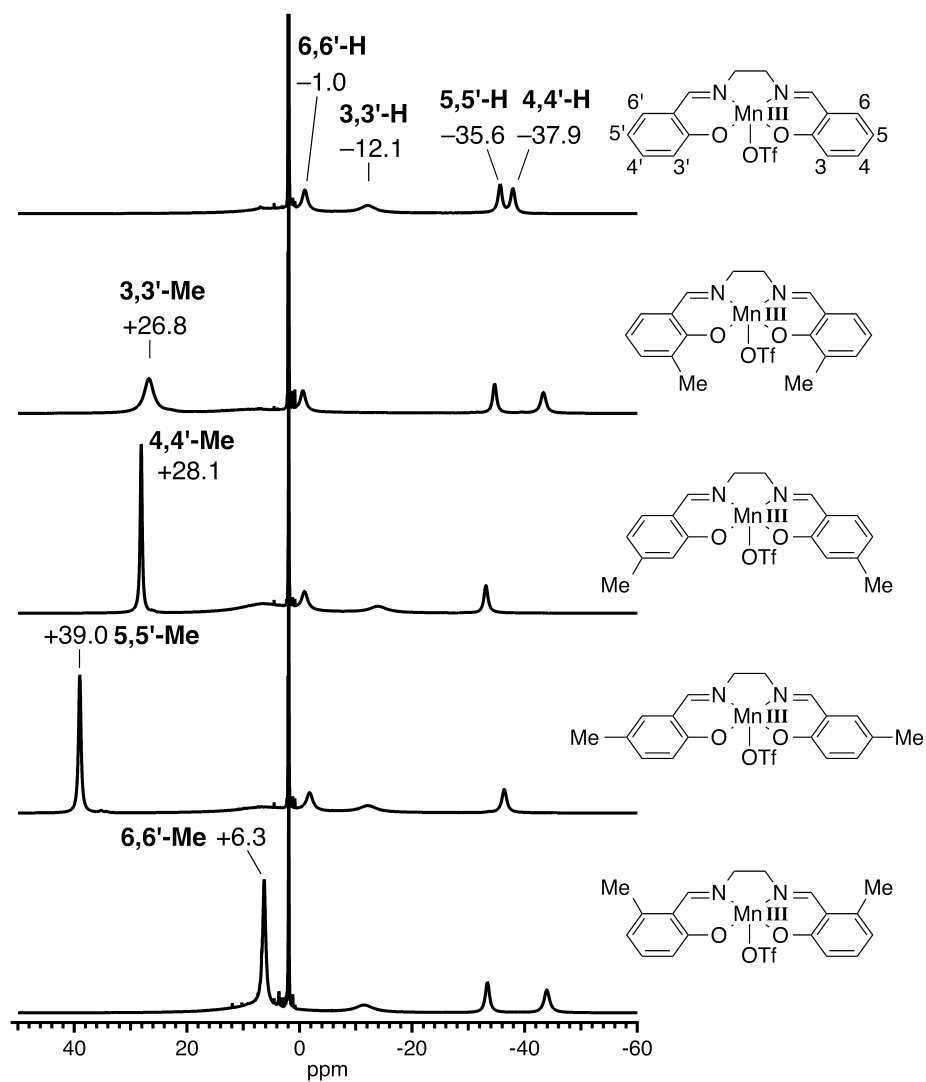 6,6'-H
−1.0
3,3'-H
−12.1
5,5'-H 4,4'-H
−35.6 −37.9
N N
Mn III
O O
OTf
6' 5' 4' 3'
6 5 4 3
3,3'-Me
+26.8
N N
Mn III
O O
OTf
Me Me
4,4'-Me
+28.1
N N
Mn III
O O
OTf
Me Me
+39.0 5,5'-Me
N N
Mn III
Me O O Me
OTf
6,6'-Me +6.3
Me Me
N N
Mn III
O O
OTf
40 20 0 -20 -40 -60
ppm